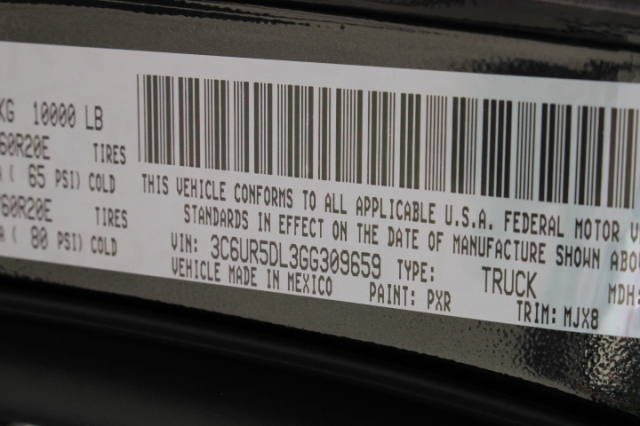 KG 10000 LB
60R20E TIRES
( 65 PSI) COLD
60R20E TIRES
( 80 PSI) COLD
THIS VEHICLE CONFORMS TO ALL APPLICABLE U.S.A. FEDERAL MOTOR V
STANDARDS IN EFFECT ON THE DATE OF MANUFACTURE SHOWN ABO
VIN: 3C6UR5DL3GG309659 TYPE: TRUCK MDH:
VEHICLE MADE IN MEXICO PAINT: PXR TRIM: MJX8